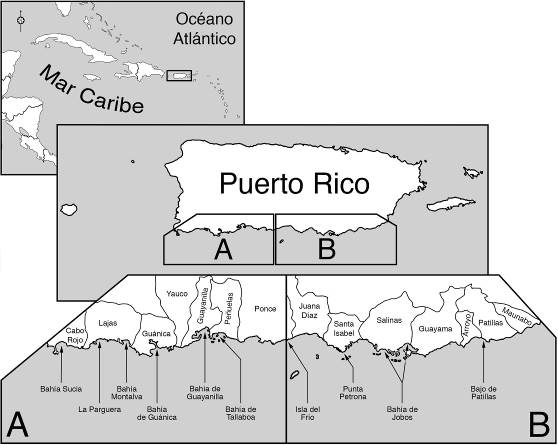 Océano
Atlántico
Mar Caribe
Puerto Rico
A
B
Yauco
Guayanilla
Peñuelas
Ponce
Lajas
Cabo
Rojo
Guánica
Juana
Díaz
Santa
Isabel
Salinas
Guayama
Arroyo
Patillas
Maunabo
Bahía Sucia
La Parguera
Bahía
Montalva
Bahía
de Guánica
Bahía de
Guayanilla
Bahía de
Tallaboa
Isla del
Frío
Punta
Petrona
Bahía de
Jobos
Bajo de
Patillas
A
B